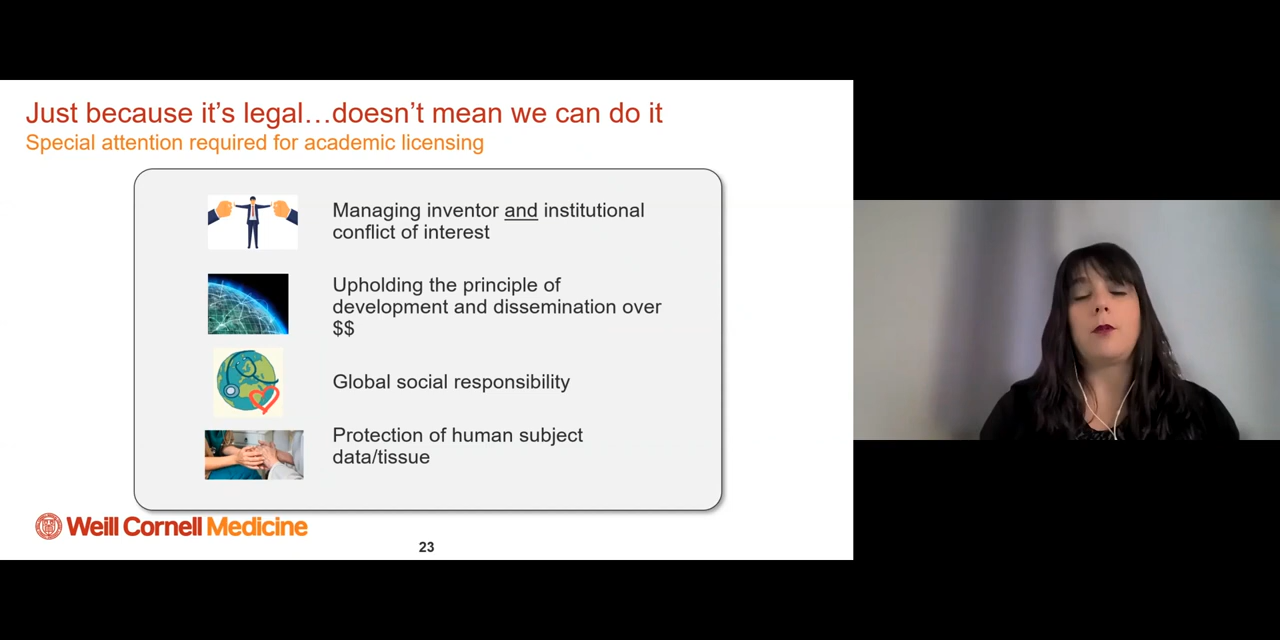 Just because it's legal…doesn't mean we can do it
Special attention required for academic licensing
Managing inventor and institutional
conflict of interest
Upholding the principle of
development and dissemination over
$$
Global social responsibility
Protection of human subject
data/tissue
Weill Cornell Medicine
23